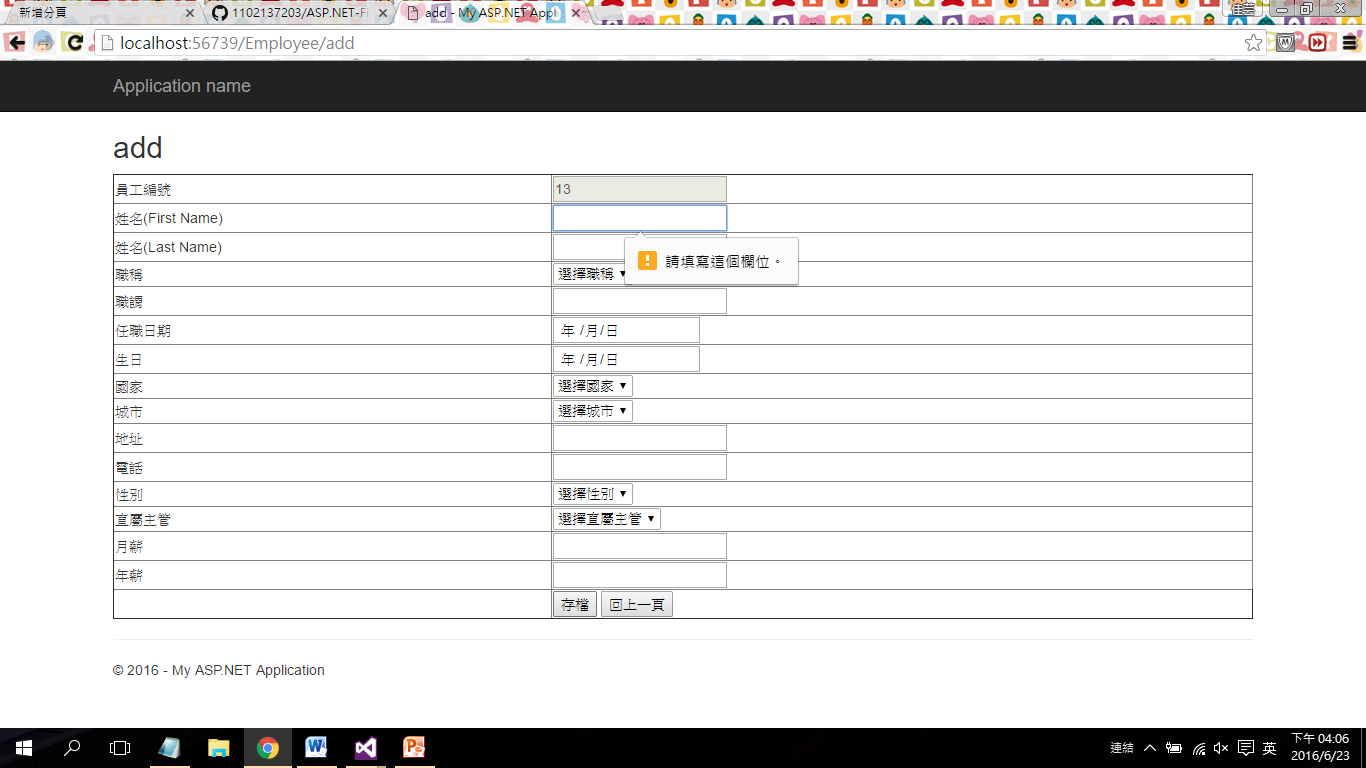 新增分頁
1102137203/ASP.NET-Fi
add - My ASP.NET Appl
佳芸
localhost:56739/Employee/add
Application name
add
員工編號 13
姓名(First Name)
姓名(Last Name)
請填寫這個欄位。
職稱 選擇職稱
職謂
任職日期 年 /月/日
生日 年 /月/日
國家 選擇國家
城市 選擇城市
地址
電話
性別 選擇性別
直屬主管 選擇直屬主管
月薪
年薪
存檔 回上一頁
© 2016 - My ASP.NET Application
連結 英 下午 04:06
2016/6/23